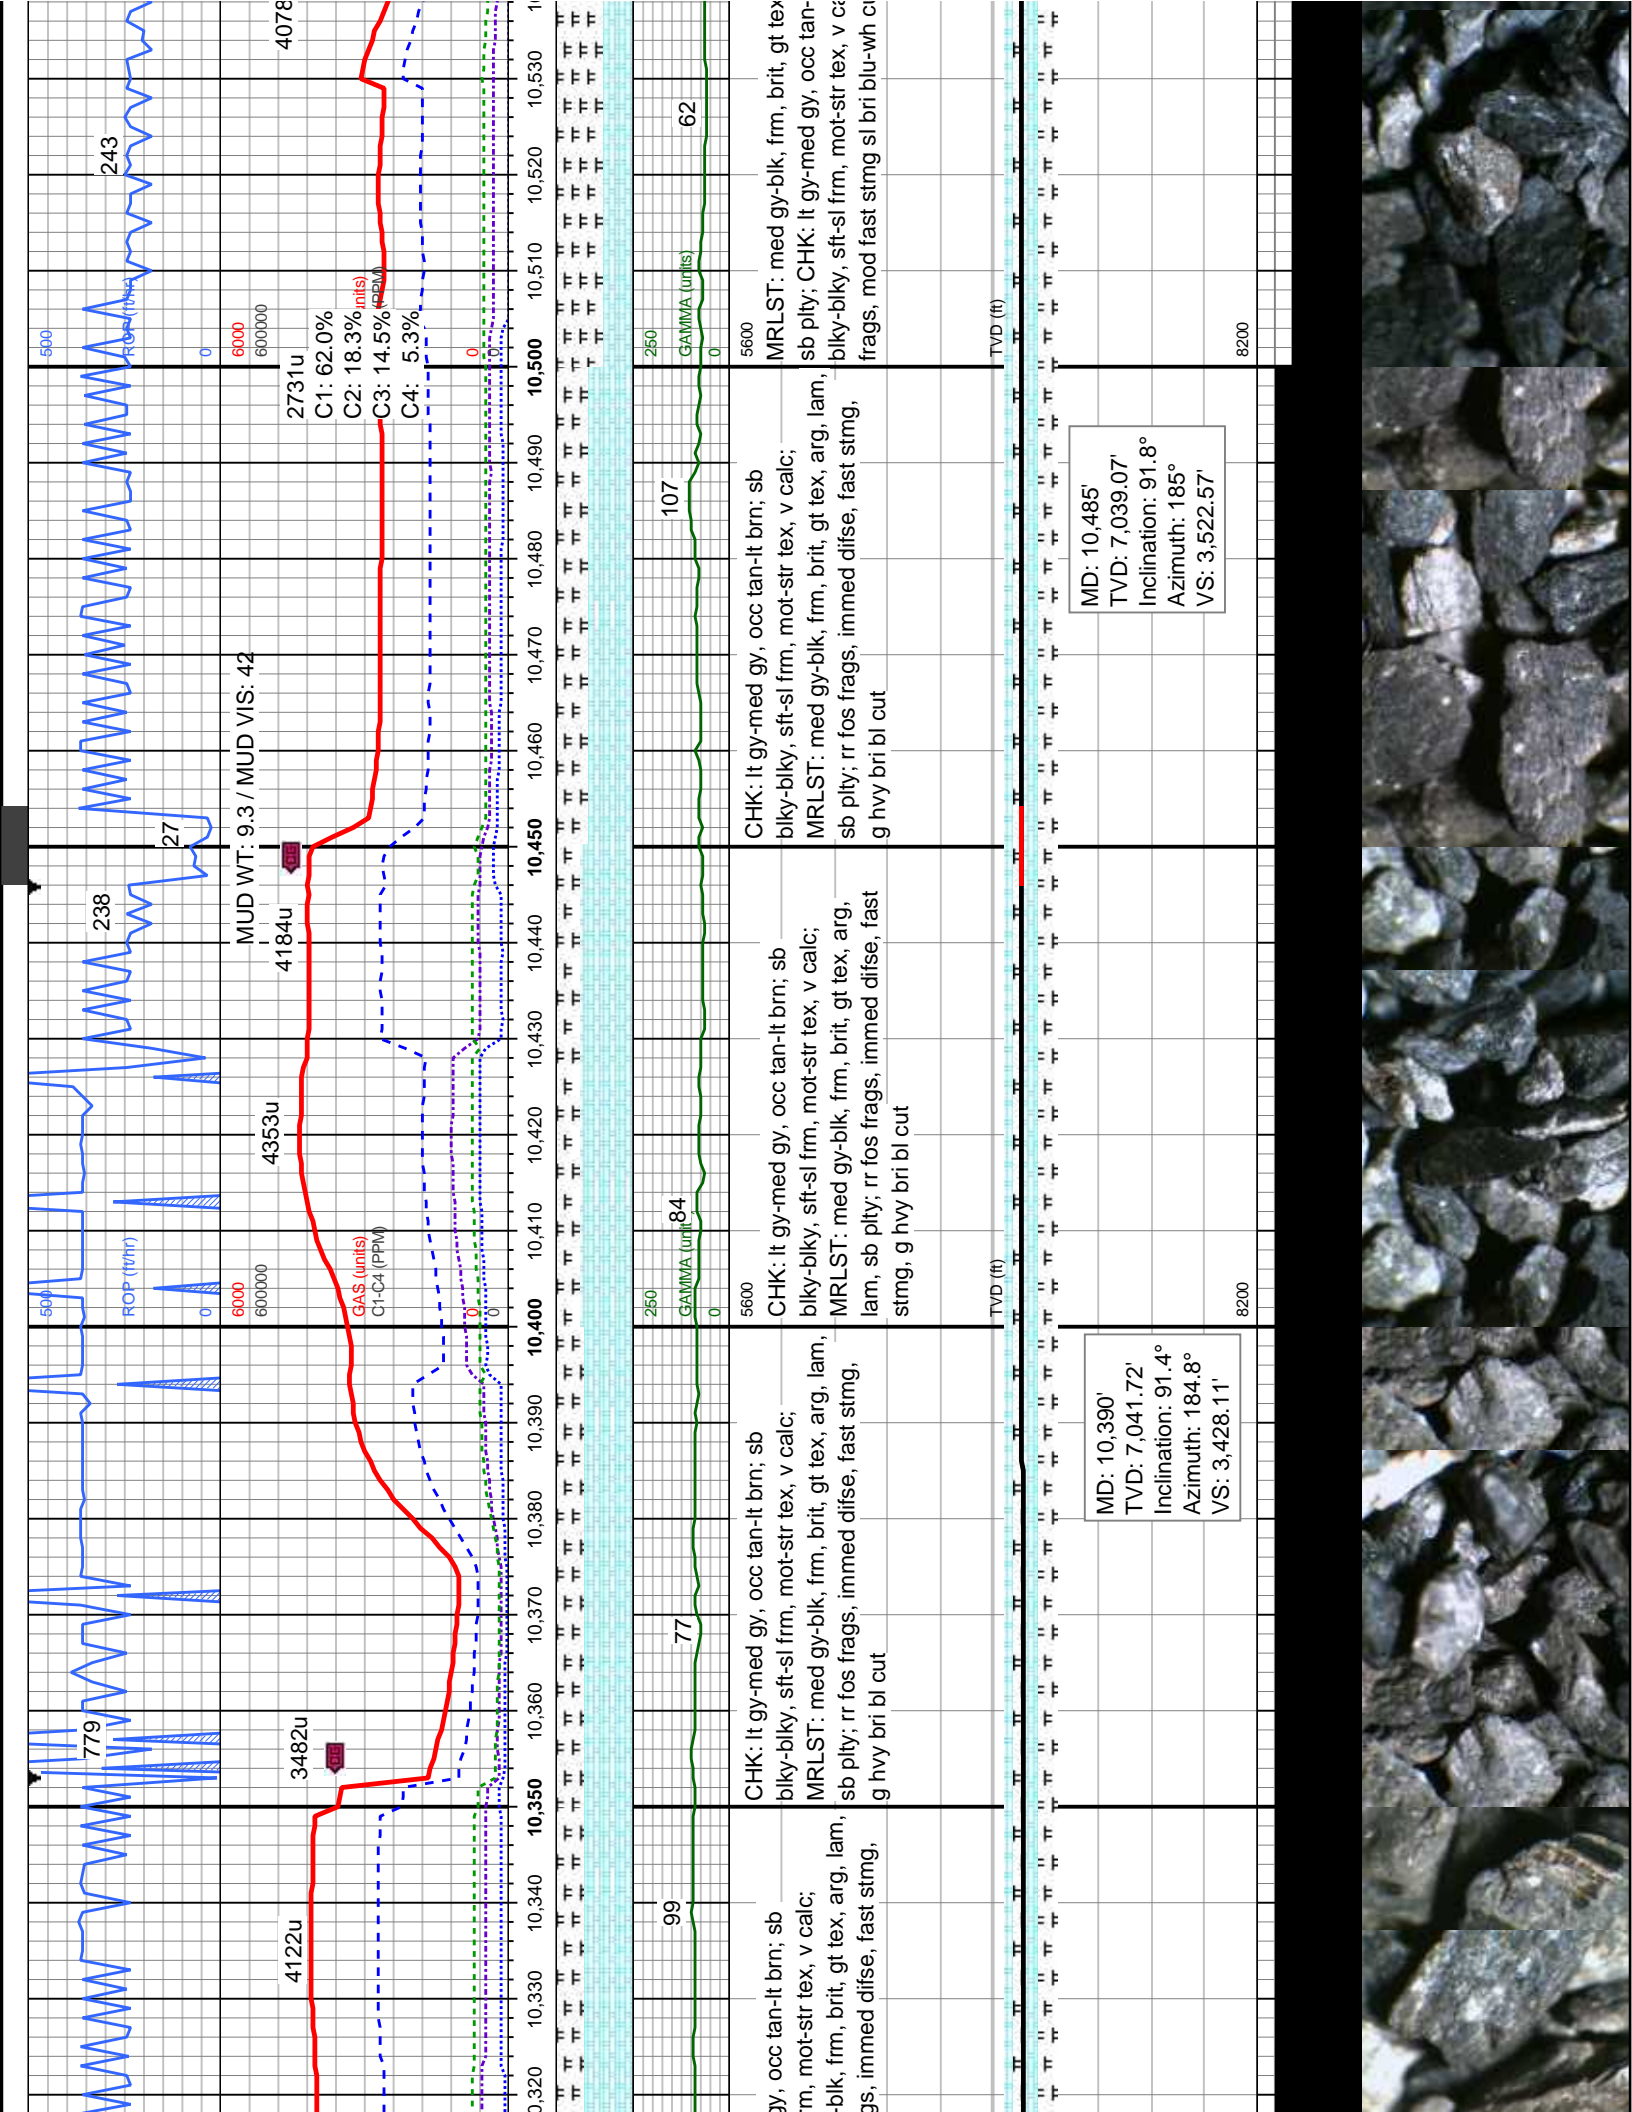 4078
243
ROP (ft/hr)
500
0
6000
600000
2731u
C1: 62.0%
C2: 18.3%
C3: 14.5%
C4: 5.3%
(PPM)
0
0
27
238
MUD WT: 9.3 / MUD VIS: 42
4184u
4353u
500
ROP (ft/hr)
0
6000
600000
GAS (units)
C1-C4 (PPM)
0
0
779
3482u
4122u
10,530
10,520
10,510
10,500
10,490
10,480
10,470
10,460
10,450
10,440
10,430
10,420
10,410
10,400
10,390
10,380
10,370
10,360
10,350
10,340
10,330
62
GAMMA (units)
250
0
107
84
250
0
77
99
5600
TVD (ft)
8200
MRLST: med gy-blk, frm, brit, gt tex
sb plty; CHK: lt gy-med gy, occ tan-
blky-blky, sft-sl frm, mot-str tex, v ca
frags, mod fast stmg sl bri blu-wh cu
CHK: lt gy-med gy, occ tan-lt brn; sb
blky-blky, sft-sl frm, mot-str tex, v calc;
MRLST: med gy-blk, frm, brit, gt tex, arg, lam,
sb plty; rr fos frags, immed difse, fast stmg,
g hvy bri bl cut
MD: 10,485'
TVD: 7,039.07'
Inclination: 91.8°
Azimuth: 185°
VS: 3,522.57'
CHK: lt gy-med gy, occ tan-lt brn; sb
blky-blky, sft-sl frm, mot-str tex, v calc;
MRLST: med gy-blk, frm, brit, gt tex, arg,
lam, sb plty; rr fos frags, immed difse, fast
stmg, g hvy bri bl cut
5600
TVD (ft)
8200
CHK: lt gy-med gy, occ tan-lt brn; sb
blky-blky, sft-sl frm, mot-str tex, v calc;
MRLST: med gy-blk, frm, brit, gt tex, arg, lam,
sb plty; rr fos frags, immed difse, fast stmg,
g hvy bri bl cut
MD: 10,390'
TVD: 7,041.72'
Inclination: 91.4°
Azimuth: 184.8°
VS: 3,428.11'
gy, occ tan-lt brn; sb
rm, mot-str tex, v calc;
-blk, frm, brit, gt tex, arg, lam,
gs, immed difse, fast stmg,